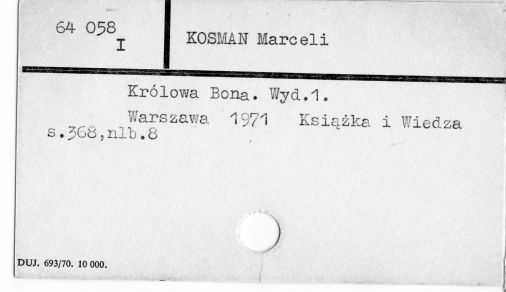 64 058
I
KOSMAN Marceli
Królowa Bona. Wyd.1.
Warszawa 1971 Książka i Wiedza
s.368,nlb.8
DUJ. 693/70. 10 000.